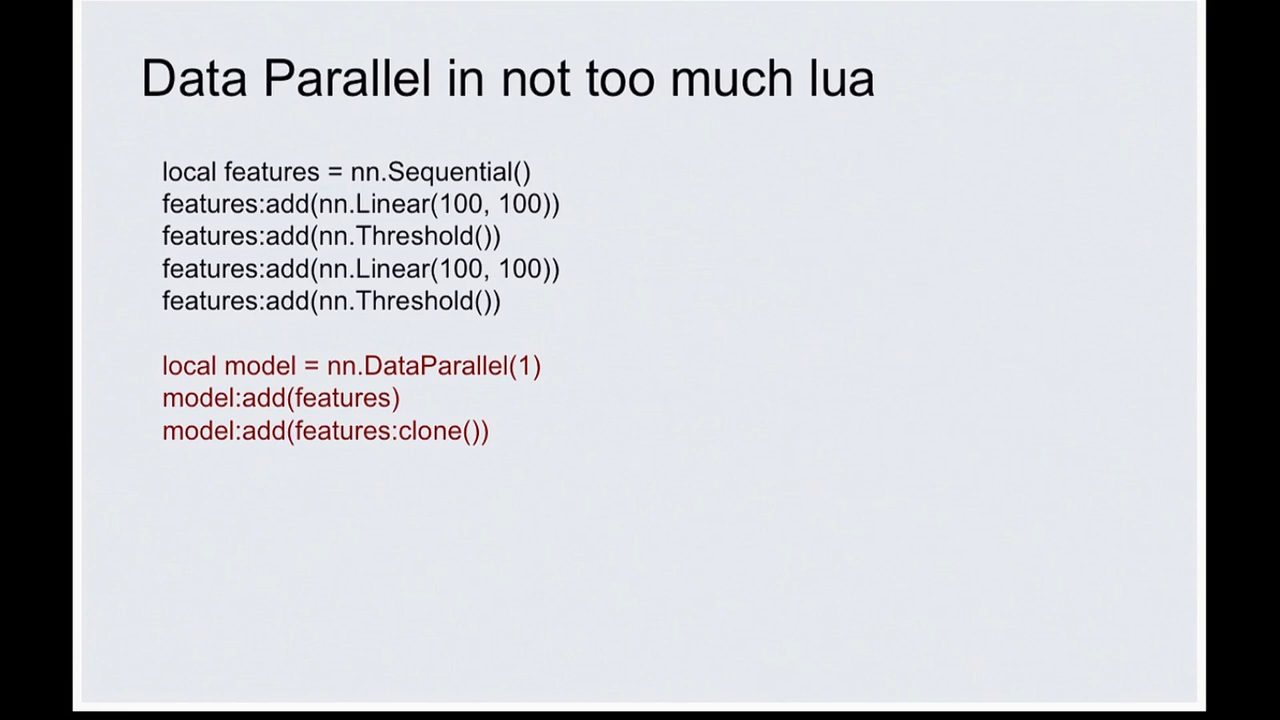 Data Parallel in not too much lua
local features = nn.Sequential()
features:add(nn.Linear(100, 100))
features:add(nn.Threshold())
features:add(nn.Linear(100, 100))
features:add(nn.Threshold())
local model = nn.DataParallel(1)
model:add(features)
model:add(features:clone())